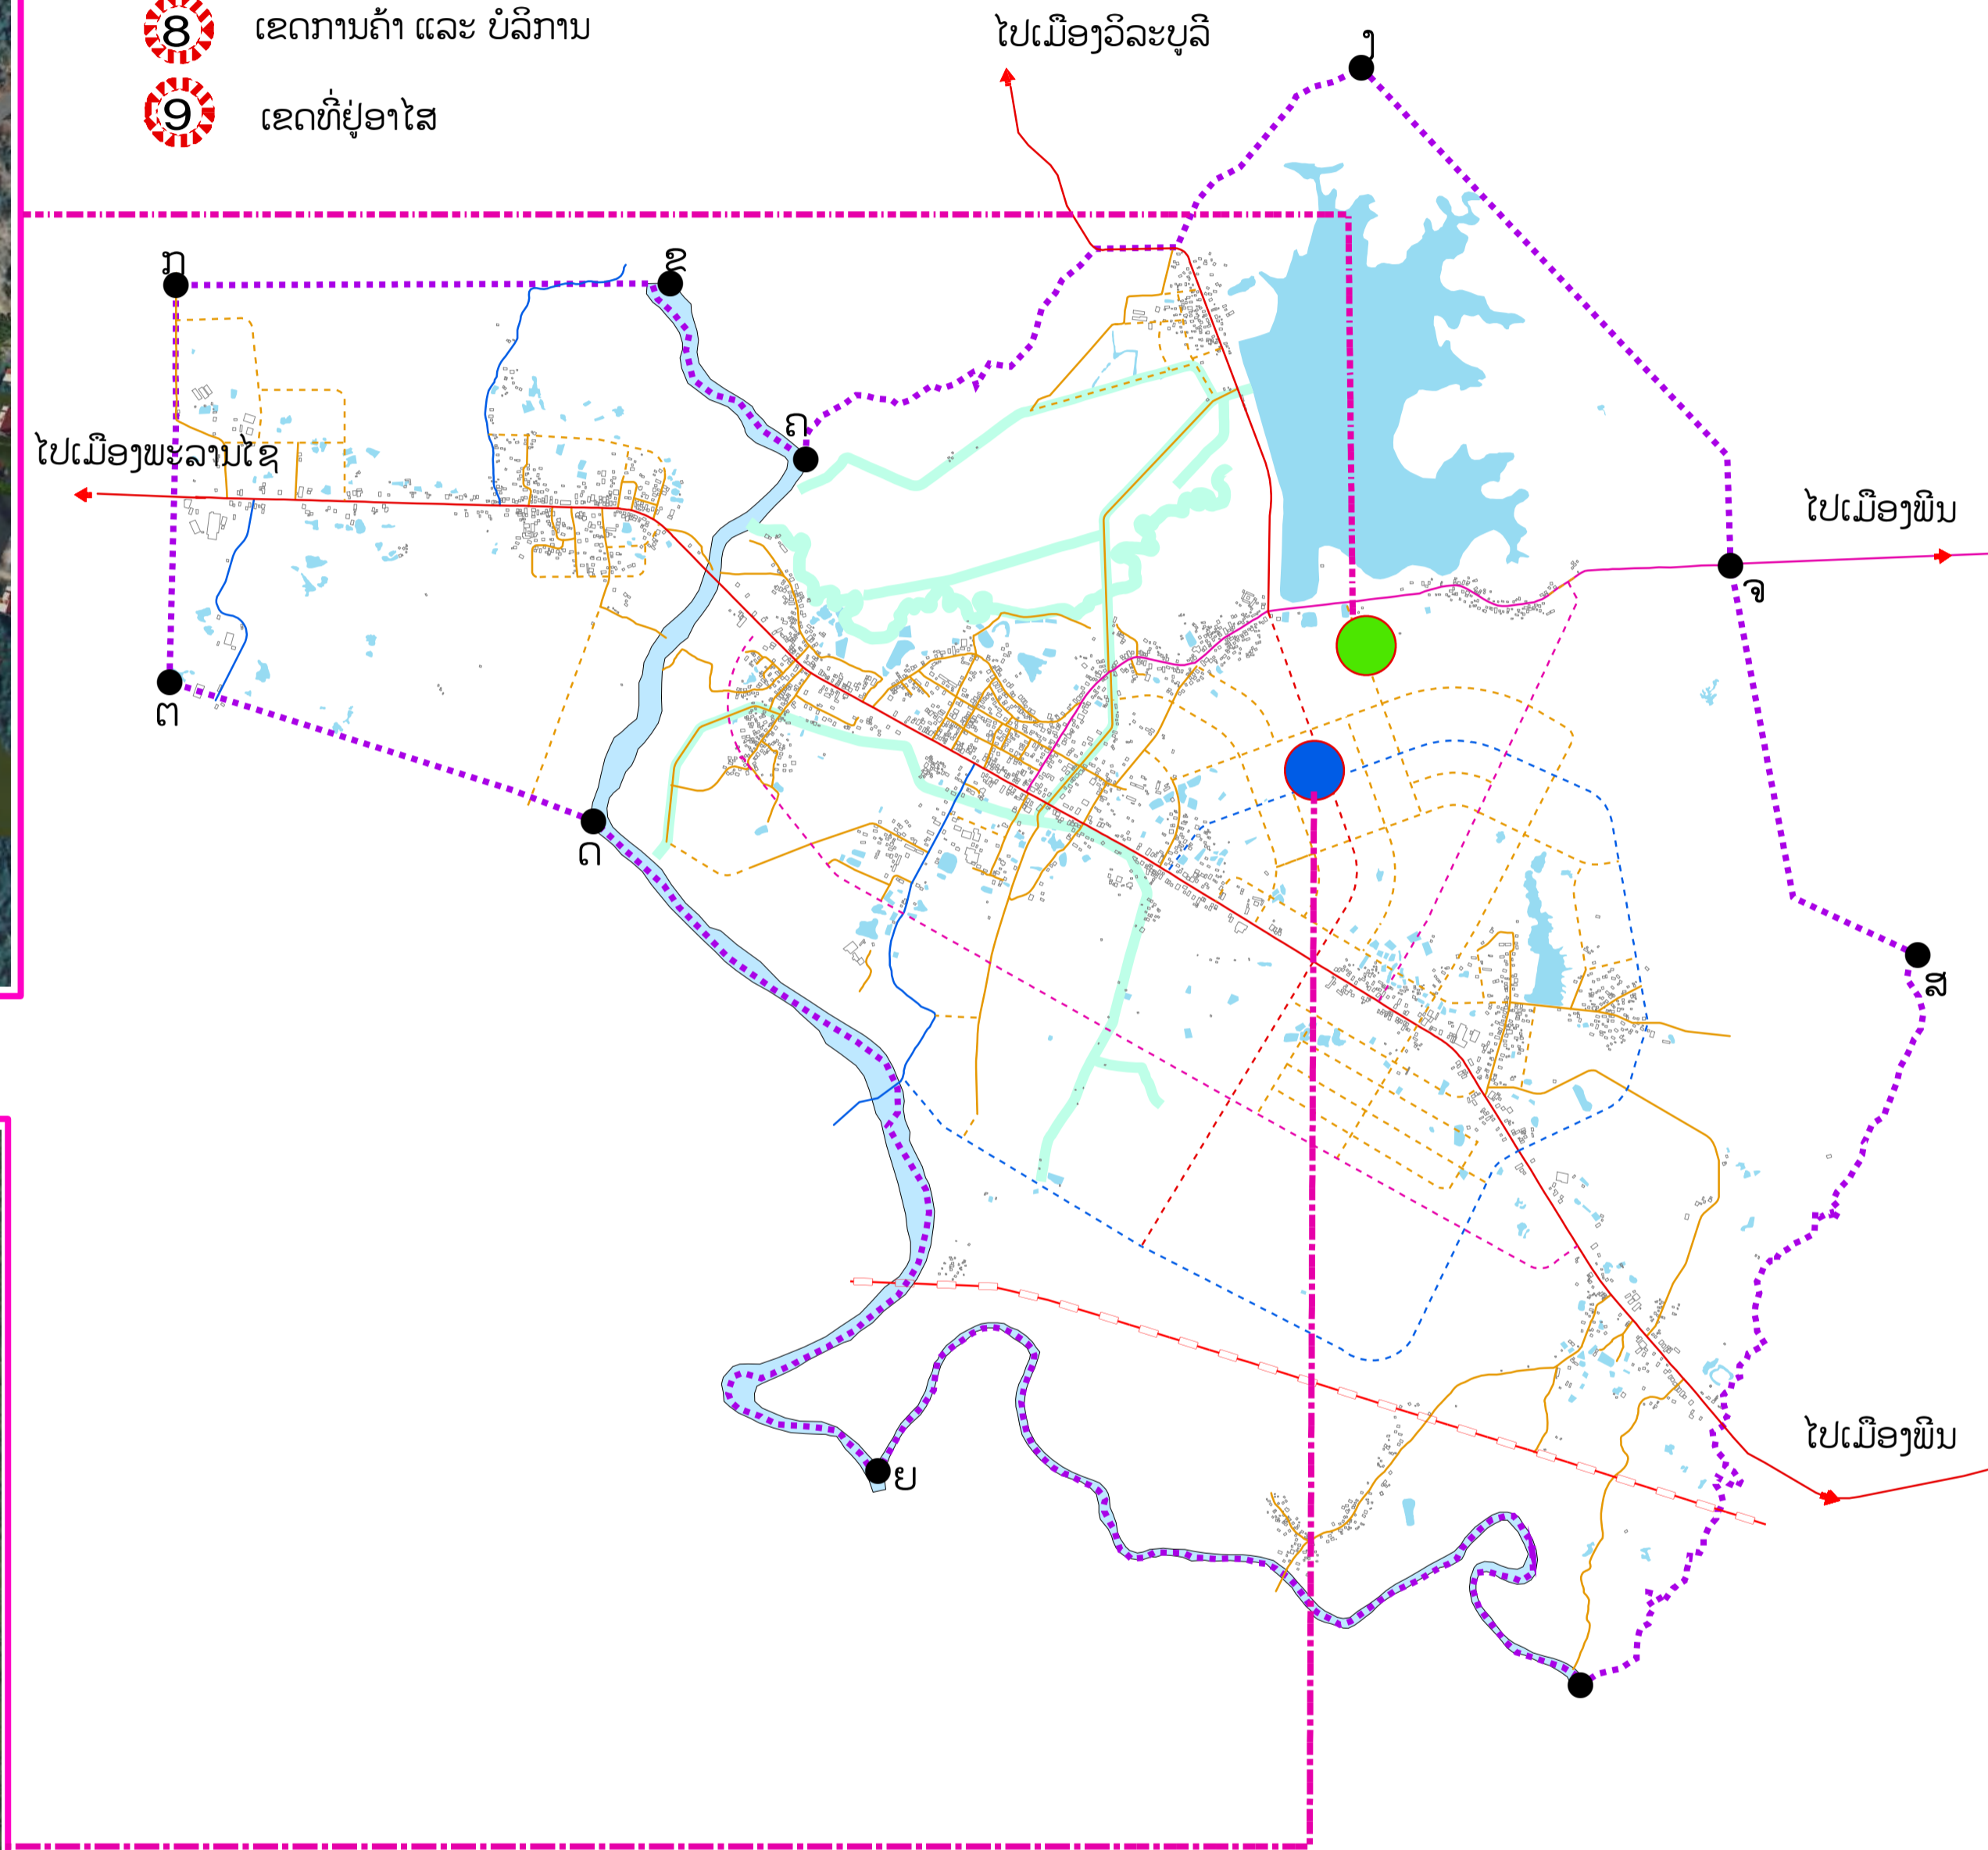 8 ເຂດການຄ້າ ແລະ ບໍລິການ
9 ເຂດທີ່ຢູ່ອາໄສ
ໄປເມືອງວິລະບູລີ
ງ
ກ
ຂ
ຄ
ໄປເມືອງພະລານໄຊ
ໄປເມືອງພີນ
ຈ
ຕ
ດ
ສ
ໄປເມືອງພີນ
ຍ